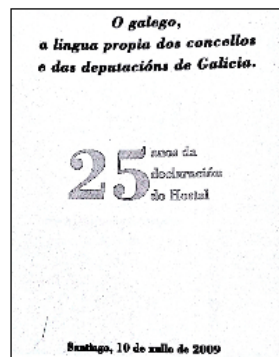 O galego,
a lingua propia dos concellos
e das deputacións de Galicia.
25 anos da
declaración
do Hostal
Santiago, 10 de xullo de 2009